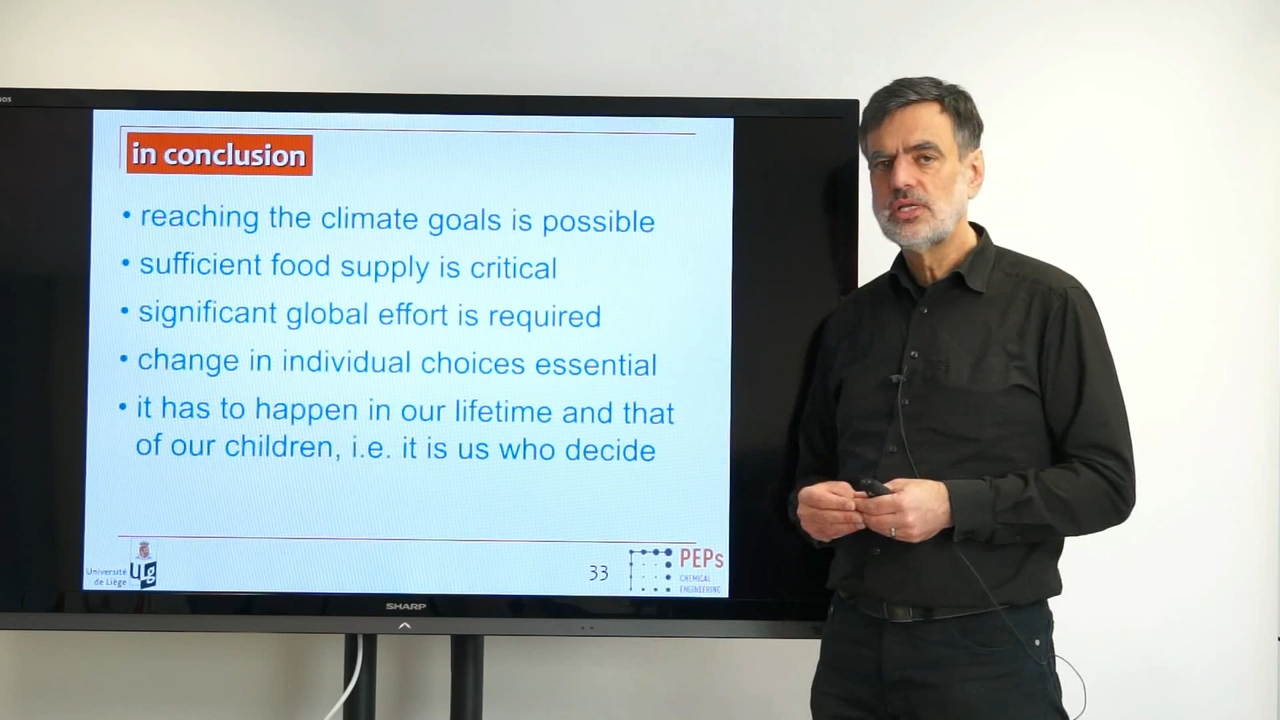 in conclusion
• reaching the climate goals is possible
• sufficient food supply is critical
• significant global effort is required
• change in individual choices essential
• it has to happen in our lifetime and that
of our children, i.e. it is us who decide
Université
de Liège
ULg
33
PEPs
CHEMICAL
ENGINEERING
SHARP